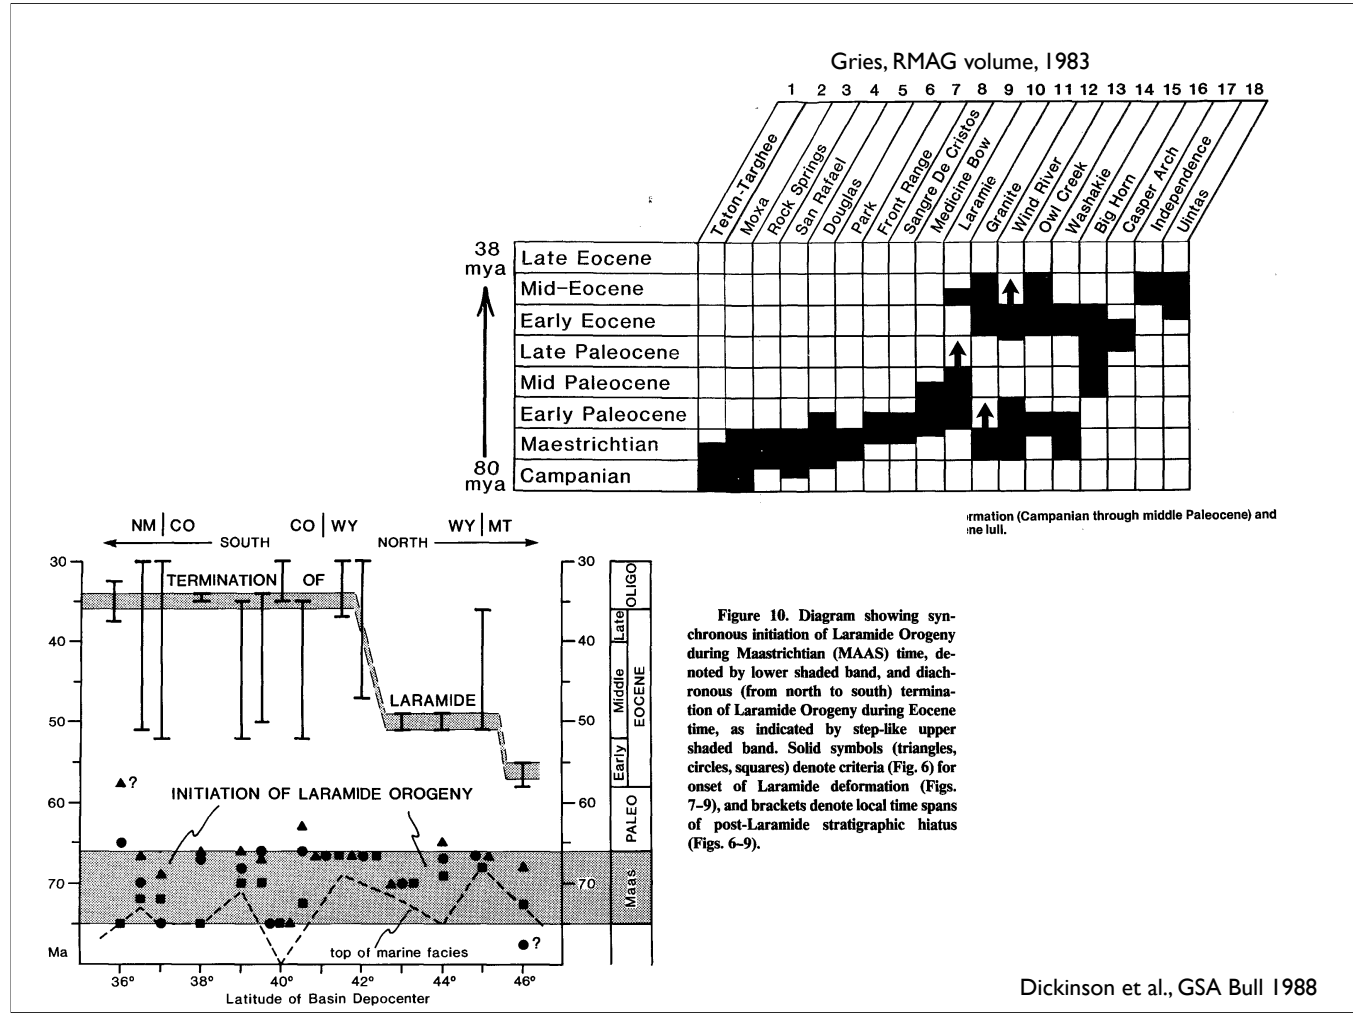 Gries, RMAG volume, 1983
1 2 3 4 5 6 7 8 9 10 11 12 13 14 15 16 17 18
Teton-Targhee
Moxa
Rock Springs
San Rafael
Douglas
Park
Front Range
Sangre De Cristos
Medicine Bow
Laramie
Granite
Wind River
Owl Creek
Washakie
Big Horn
Casper Arch
Independence
Uintas
38
mya
Late Eocene
Mid-Eocene
Early Eocene
Late Paleocene
Mid Paleocene
Early Paleocene
Maestrichtian
80
mya
Campanian
rmation (Campanian through middle Paleocene) and
ne lull.
NM CO CO WY WY MT
SOUTH NORTH
30 30
TERMINATION OF
OLIGO
40 40
Late
LARAMIDE
Middle
EOCENE
50 50
Early
?
INITIATION OF LARAMIDE OROGENY
60 60
PALEO
70 70
Maas
?
top of marine facies
Ma
36° 38° 40° 42° 44° 46°
Latitude of Basin Depocenter
Figure 10. Diagram showing syn-
chronous initiation of Laramide Orogeny
during Maastrichtian (MAAS) time, de-
noted by lower shaded band, and diach-
ronous (from north to south) termina-
tion of Laramide Orogeny during Eocene
time, as indicated by step-like upper
shaded band. Solid symbols (triangles,
circles, squares) denote criteria (Fig. 6) for
onset of Laramide deformation (Figs.
7–9), and brackets denote local time spans
of post-Laramide stratigraphic hiatus
(Figs. 6–9).
Dickinson et al., GSA Bull 1988